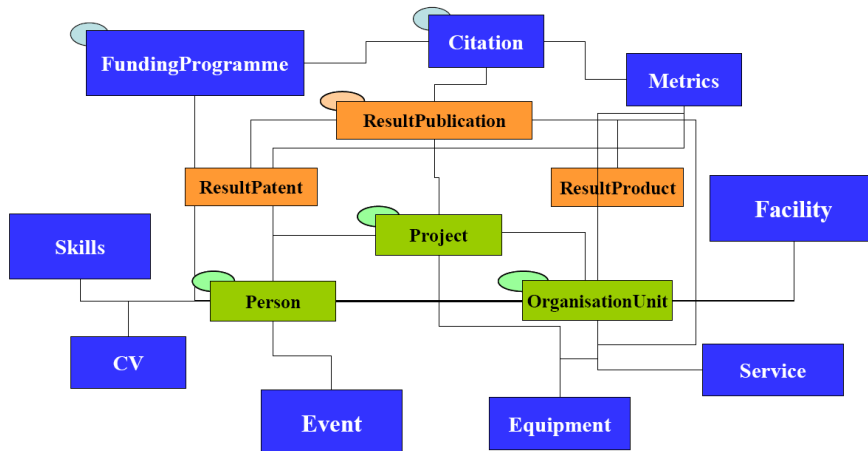 Citation
FundingProgramme
Metrics
ResultPublication
ResultPatent
ResultProduct
Facility
Project
Skills
Person
OrganisationUnit
CV
Service
Event
Equipment